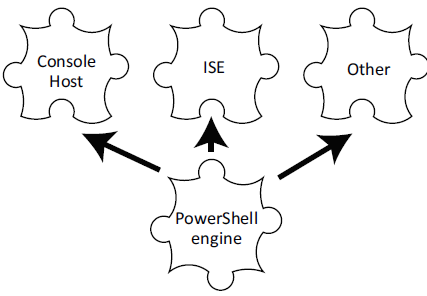 Console
Host
ISE
Other
PowerShell
engine